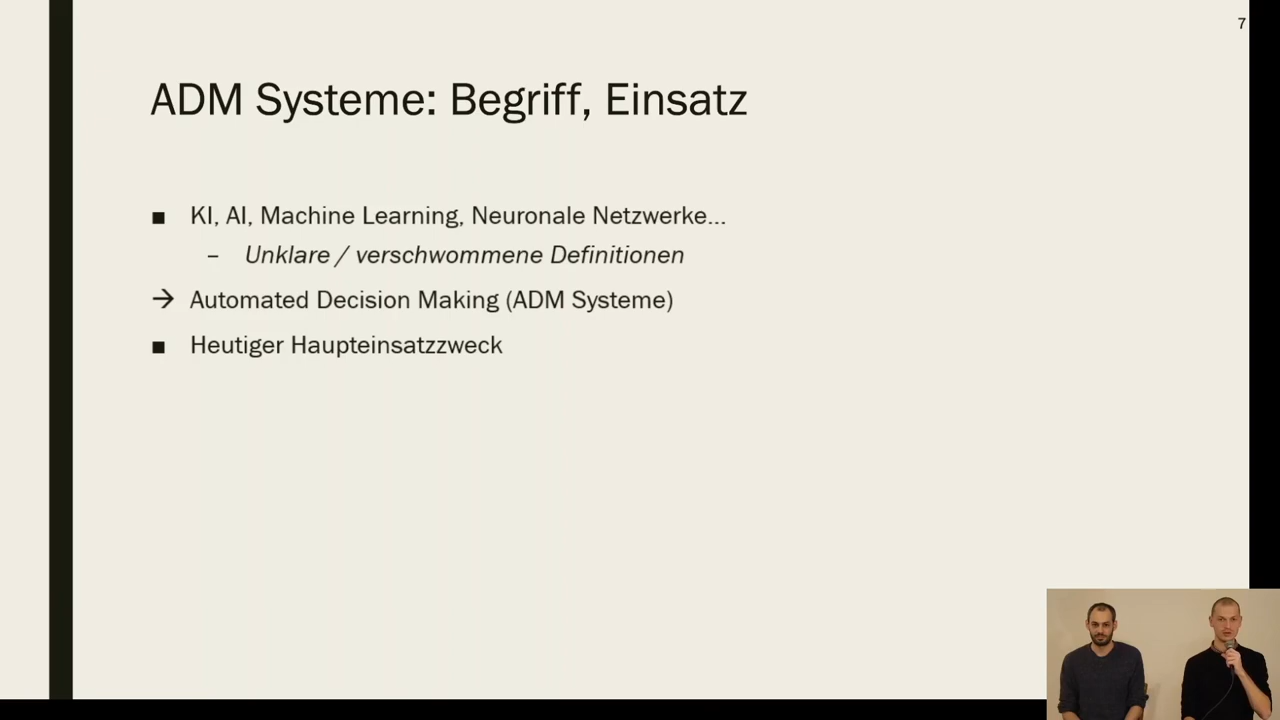 7
ADM Systeme: Begriff, Einsatz
■ KI, AI, Machine Learning, Neuronale Netzwerke...
– Unklare / verschwommene Definitionen
→ Automated Decision Making (ADM Systeme)
■ Heutiger Haupteinsatzzweck